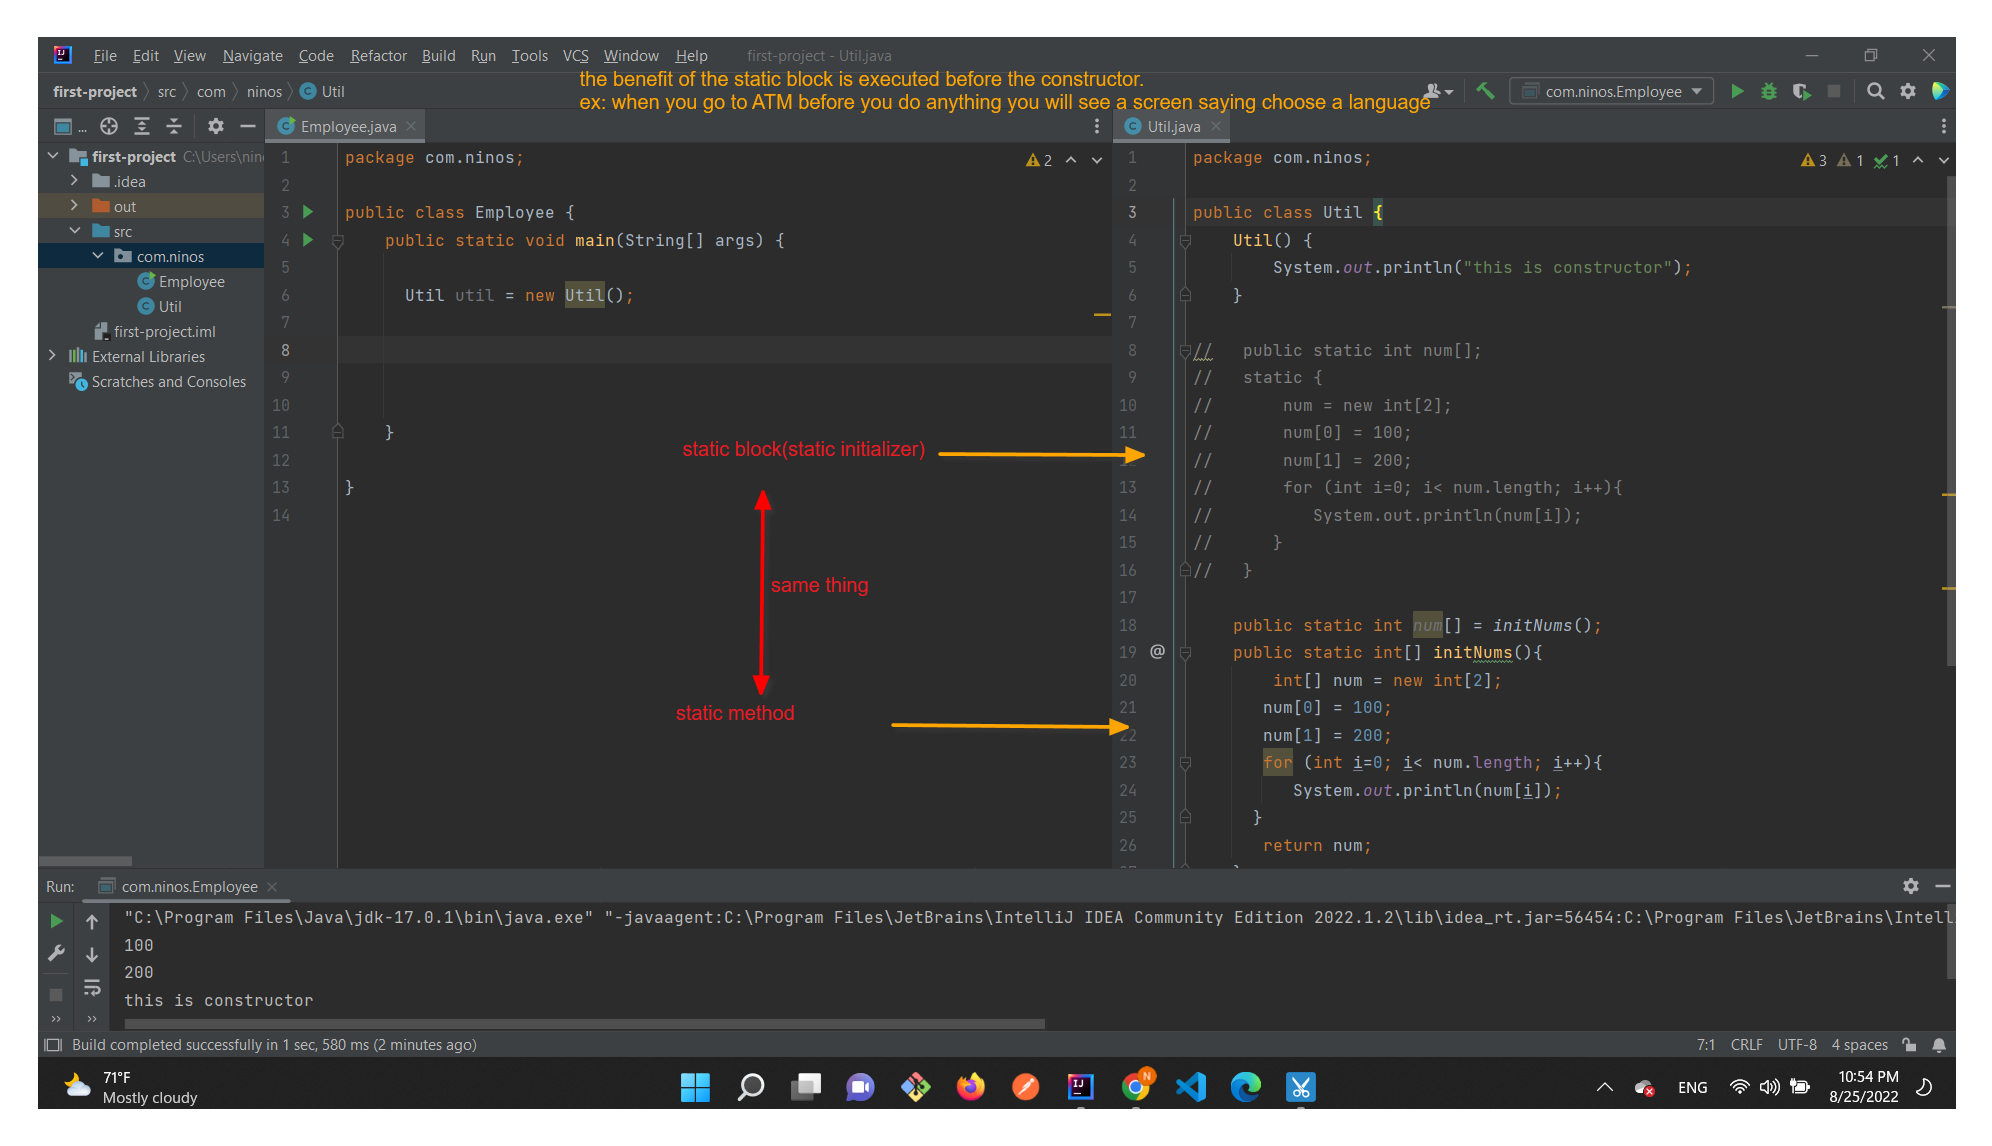 File Edit View Navigate Code Refactor Build Run Tools VCS Window Help first-project - Util.java
the benefit of the static block is executed before the constructor.
ex: when you go to ATM before you do anything you will see a screen saying choose a language
first-project src com ninos Util
com.ninos.Employee
... Employee.java Util.java
first-project C:\Users\nin
.idea
out
src
com.ninos
Employee
Util
first-project.iml
External Libraries
Scratches and Consoles
2
1 package com.ninos;
2
3 public class Employee {
4 public static void main(String[] args) {
5
6 Util util = new Util();
7
8
9
10
11 }
12
13 }
14
static block(static initializer)
same thing
static method
3 1 1
1 package com.ninos;
2
3 public class Util {
4 Util() {
5 System.out.println("this is constructor");
6 }
7
8 // public static int num[];
9 // static {
10 // num = new int[2];
11 // num[0] = 100;
12 // num[1] = 200;
13 // for (int i=0; i< num.length; i++){
14 // System.out.println(num[i]);
15 // }
16 // }
17
18 public static int num[] = initNums();
19 @ public static int[] initNums(){
20 int[] num = new int[2];
21 num[0] = 100;
22 num[1] = 200;
23 for (int i=0; i< num.length; i++){
24 System.out.println(num[i]);
25 }
26 return num;
Run: com.ninos.Employee
"C:\Program Files\Java\jdk-17.0.1\bin\java.exe" "-javaagent:C:\Program Files\JetBrains\IntelliJ IDEA Community Edition 2022.1.2\lib\idea_rt.jar=56454:C:\Program Files\JetBrains\Intell
100
200
this is constructor
Build completed successfully in 1 sec, 580 ms (2 minutes ago)
7:1 CRLF UTF-8 4 spaces
71°F
Mostly cloudy
ENG
10:54 PM
8/25/2022